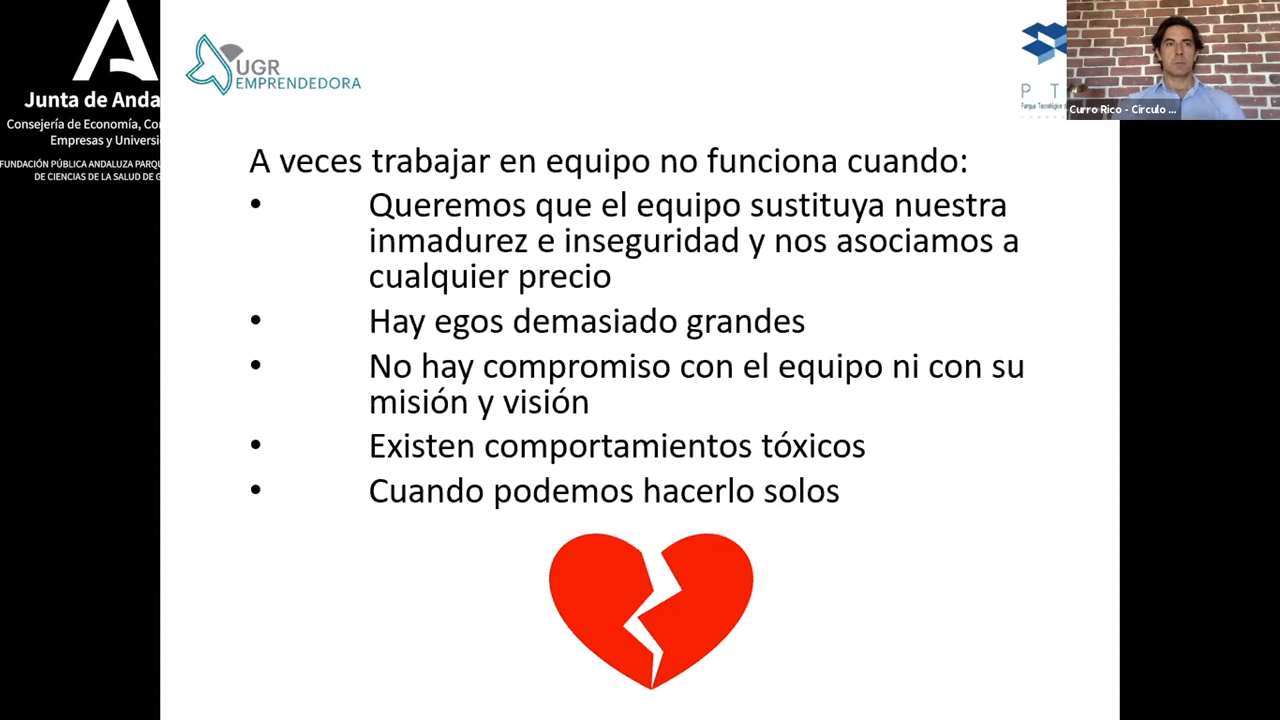 Junta de Anda
Consejería de Economía, Co
Empresas y Universi
FUNDACIÓN PÚBLICA ANDALUZA PARQU
DE CIENCIAS DE LA SALUD DE G
UGR
EMPRENDEDORA
P T
Parque Tecnológico d
Curro Rico - Círculo ...
A veces trabajar en equipo no funciona cuando:
• Queremos que el equipo sustituya nuestra
inmadurez e inseguridad y nos asociamos a
cualquier precio
• Hay egos demasiado grandes
• No hay compromiso con el equipo ni con su
misión y visión
• Existen comportamientos tóxicos
• Cuando podemos hacerlo solos